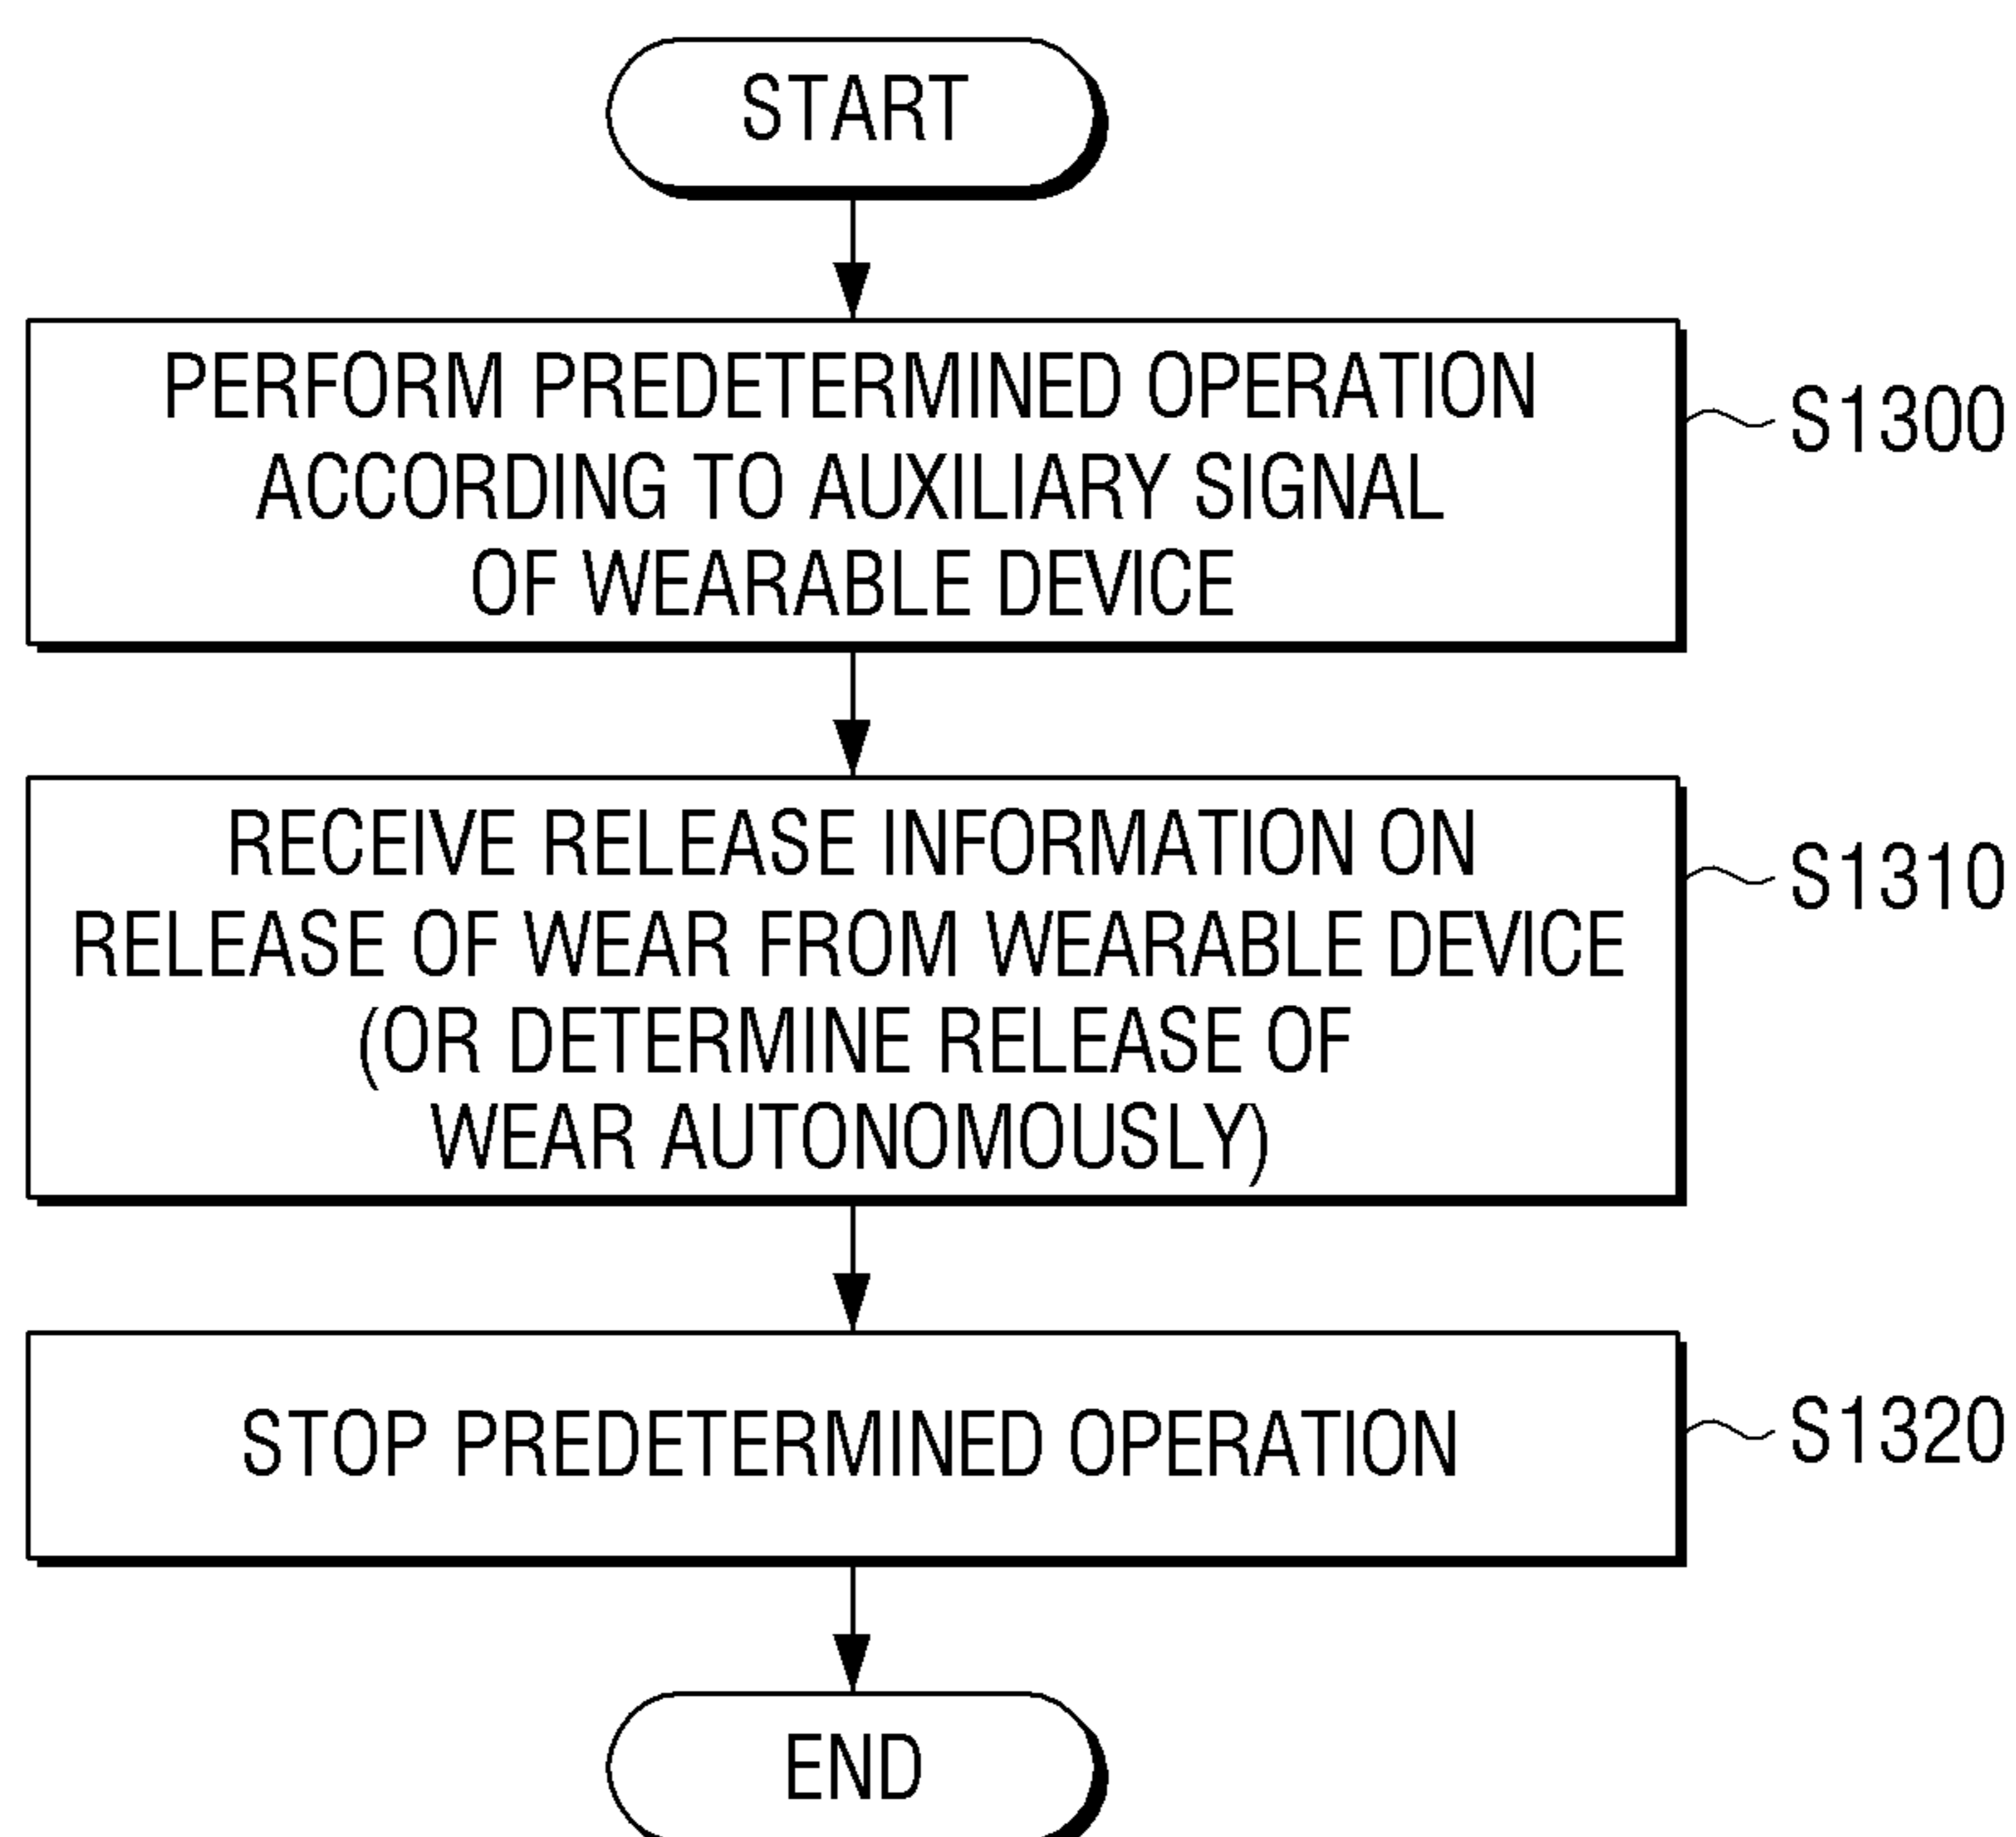 START
PERFORM PREDETERMINED OPERATION
ACCORDING TO AUXILIARY SIGNAL
OF WEARABLE DEVICE
S1300
RECEIVE RELEASE INFORMATION ON
RELEASE OF WEAR FROM WEARABLE DEVICE
(OR DETERMINE RELEASE OF
WEAR AUTONOMOUSLY)
S1310
STOP PREDETERMINED OPERATION
S1320
END